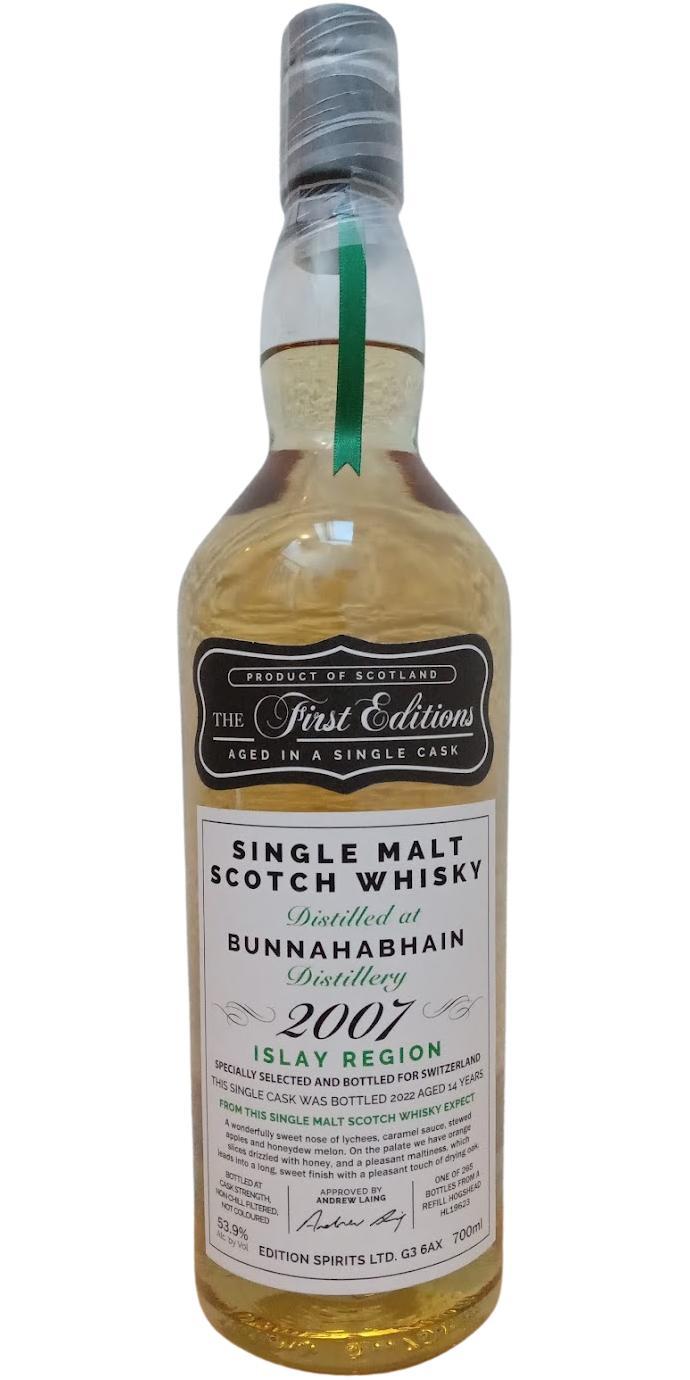 PRODUCT OF SCOTLAND
THE First Editions
AGED IN A SINGLE CASK
SINGLE MALT
SCOTCH WHISKY
Distilled at
BUNNAHABHAIN
Distillery
2007
ISLAY REGION
SPECIALLY SELECTED AND BOTTLED FOR SWITZERLAND
THIS SINGLE CASK WAS BOTTLED 2022 AGED 14 YEARS
FROM THIS SINGLE MALT SCOTCH WHISKY EXPECT
A wonderfully sweet nose of lychees, caramel sauce, stewed
apples and honeydew melon. On the palate we have orange
slices drizzled with honey, and a pleasant maltiness, which
leads into a long, sweet finish with a pleasant touch of drying oak.
BOTTLED AT
CASK STRENGTH,
NON-CHILL FILTERED,
NOT COLOURED
53.9%
Alc. by Vol
APPROVED BY
ANDREW LAING
Andrew Laing
ONE OF 265
BOTTLES FROM A
REFILL HOGSHEAD
HL19623
700ml
EDITION SPIRITS LTD. G3 6AX